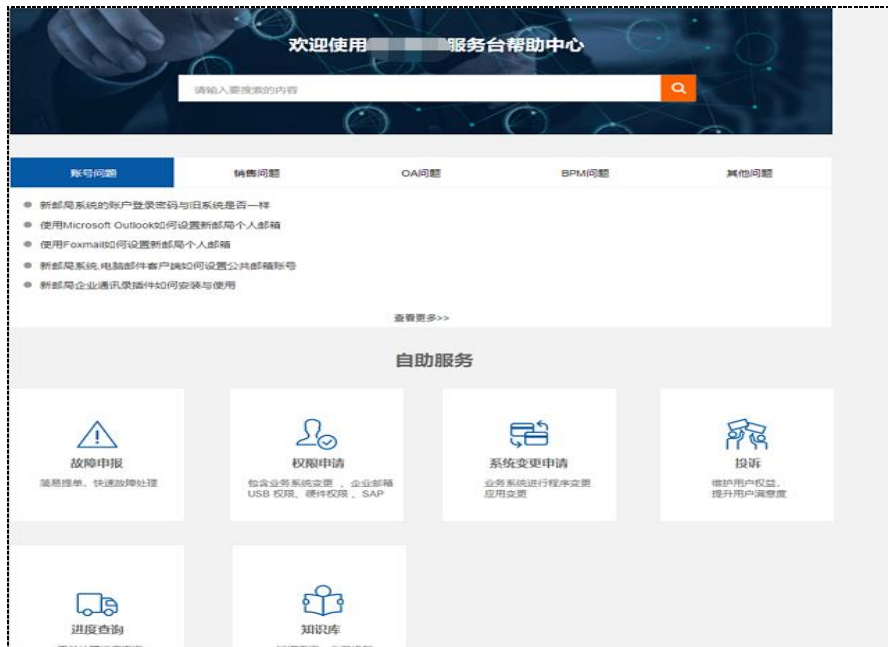 欢迎使用 服务台帮助中心
请输入要搜索的内容
账号问题 销售问题 OA问题 BPM问题 其他问题
新邮局系统的账户登录密码与旧系统是否一样
使用Microsoft Outlook如何设置新邮局个人邮箱
使用Foxmail如何设置新邮局个人邮箱
新邮局系统,电脑邮件客户端如何设置公共邮箱账号
新邮局企业通讯录插件如何安装与使用
查看更多>>
自助服务
故障申报
简易提单、快速故障处理
权限申请
包含业务系统变更 、企业邮箱
USB 权限、硬件权限 、SAP
系统变更申请
业务系统进行程序变更
应用变更
投诉
维护用户权益,
提升用户满意度
进度查询
知识库